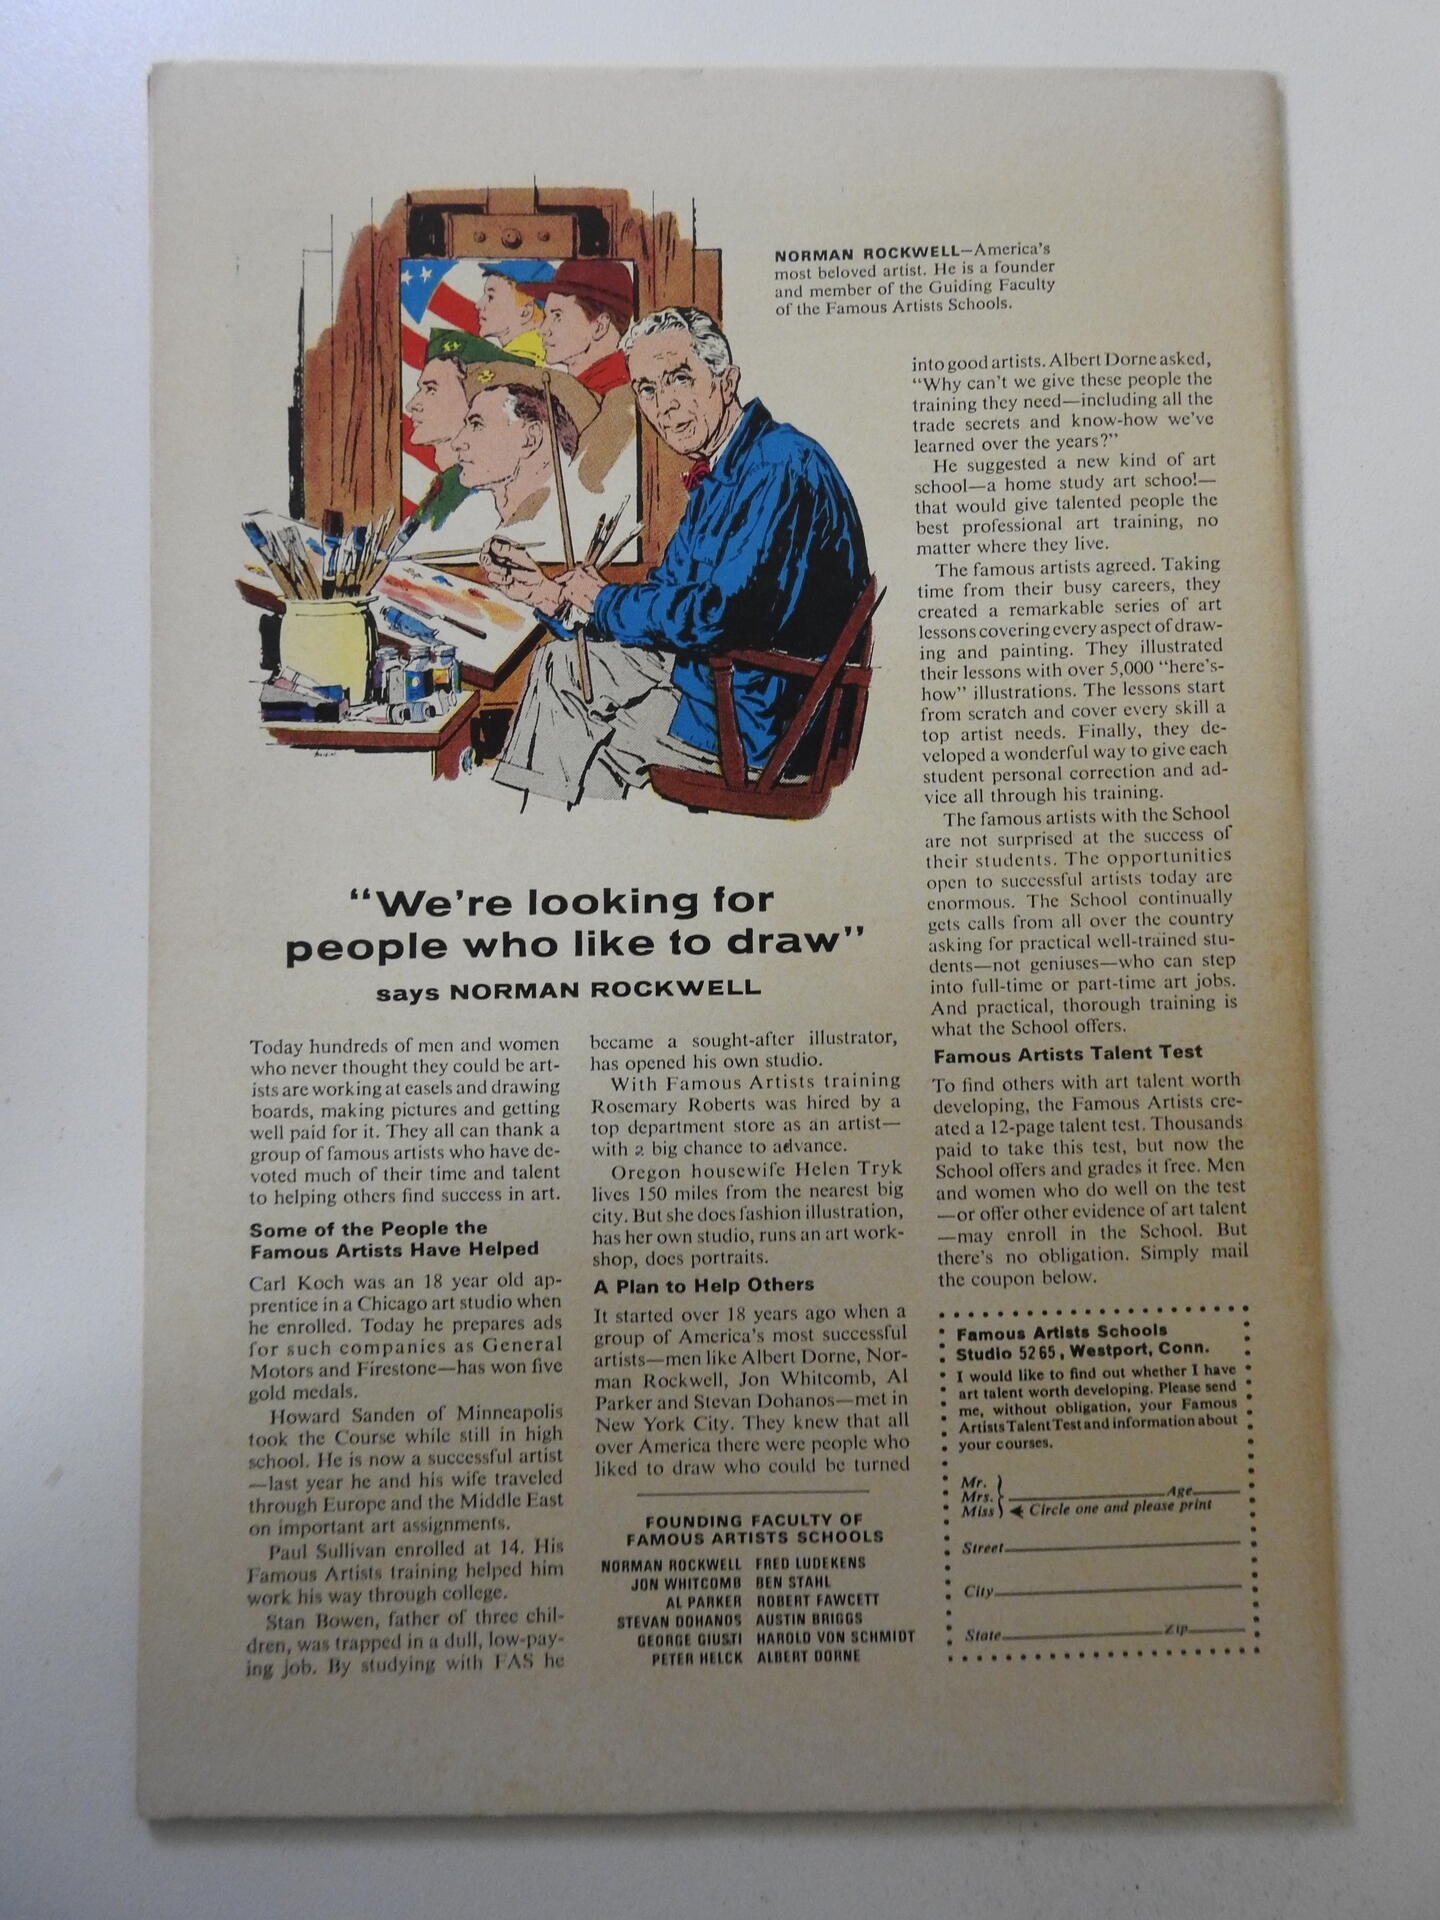 NORMAN ROCKWELL—America's
most beloved artist. He is a founder
and member of the Guiding Faculty
of the Famous Artists Schools.
"We're looking for
people who like to draw"
says NORMAN ROCKWELL
Today hundreds of men and women
who never thought they could be art-
ists are working at easels and drawing
boards, making pictures and getting
well paid for it. They all can thank a
group of famous artists who have de-
voted much of their time and talent
to helping others find success in art.
Some of the People the
Famous Artists Have Helped
Carl Koch was an 18 year old ap-
prentice in a Chicago art studio when
he enrolled. Today he prepares ads
for such companies as General
Motors and Firestone—has won five
gold medals.
Howard Sanden of Minneapolis
took the Course while still in high
school. He is now a successful artist
—last year he and his wife traveled
through Europe and the Middle East
on important art assignments.
Paul Sullivan enrolled at 14. His
Famous Artists training helped him
work his way through college.
Stan Bowen, father of three chil-
dren, was trapped in a dull, low-pay-
ing job. By studying with FAS he
became a sought-after illustrator,
has opened his own studio.
With Famous Artists training
Rosemary Roberts was hired by a
top department store as an artist—
with a big chance to advance.
Oregon housewife Helen Tryk
lives 150 miles from the nearest big
city. But she does fashion illustration,
has her own studio, runs an art work-
shop, does portraits.
A Plan to Help Others
It started over 18 years ago when a
group of America's most successful
artists—men like Albert Dorne, Nor-
man Rockwell, Jon Whitcomb, Al
Parker and Stevan Dohanos—met in
New York City. They knew that all
over America there were people who
liked to draw who could be turned
into good artists. Albert Dorne asked,
"Why can't we give these people the
training they need—including all the
trade secrets and know-how we've
learned over the years?"
He suggested a new kind of art
school—a home study art school—
that would give talented people the
best professional art training, no
matter where they live.
The famous artists agreed. Taking
time from their busy careers, they
created a remarkable series of art
lessons covering every aspect of draw-
ing and painting. They illustrated
their lessons with over 5,000 "here's-
how" illustrations. The lessons start
from scratch and cover every skill a
top artist needs. Finally, they de-
veloped a wonderful way to give each
student personal correction and ad-
vice all through his training.
The famous artists with the School
are not surprised at the success of
their students. The opportunities
open to successful artists today are
enormous. The School continually
gets calls from all over the country
asking for practical well-trained stu-
dents—not geniuses—who can step
into full-time or part-time art jobs.
And practical, thorough training is
what the School offers.
Famous Artists Talent Test
To find others with art talent worth
developing, the Famous Artists cre-
ated a 12-page talent test. Thousands
paid to take this test, but now the
School offers and grades it free. Men
and women who do well on the test
—or offer other evidence of art talent
—may enroll in the School. But
there's no obligation. Simply mail
the coupon below.
FOUNDING FACULTY OF
FAMOUS ARTISTS SCHOOLS
NORMAN ROCKWELL FRED LUDEKENS
JON WHITCOMB BEN STAHL
AL PARKER ROBERT FAWCETT
STEVAN DOHANOS AUSTIN BRIGGS
GEORGE GIUSTI HAROLD VON SCHMIDT
PETER HELCK ALBERT DORNE
Famous Artists Schools
Studio 5265, Westport, Conn.
I would like to find out whether I have
art talent worth developing. Please send
me, without obligation, your Famous
Artists Talent Test and information about
your courses.
Mr.
Mrs. Age
Miss Circle one and please print
Street
City
State Zip